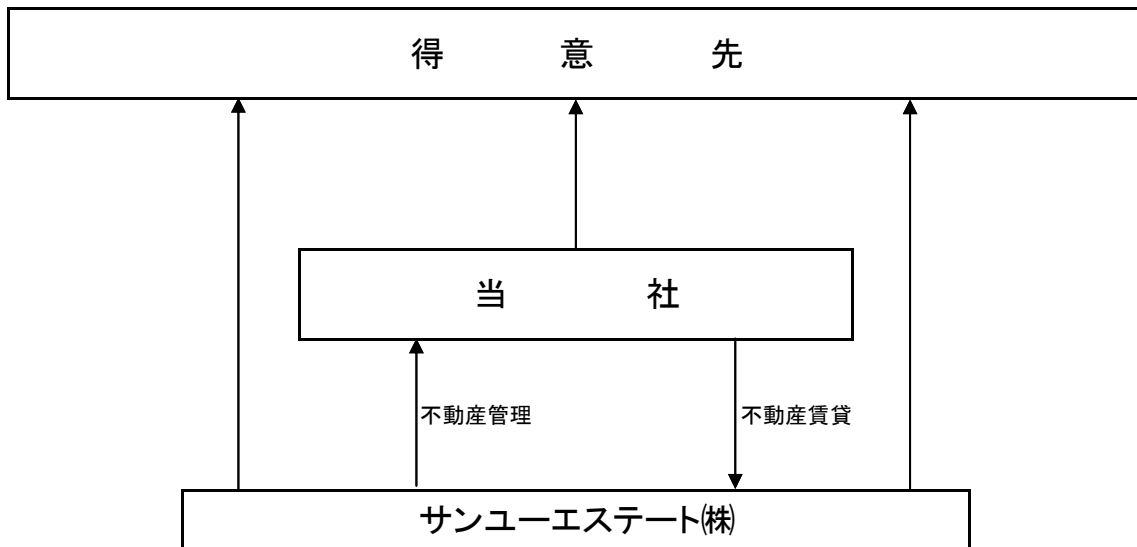 得意先
当社
不動産管理
不動産賃貸
サンユーエステート㈱